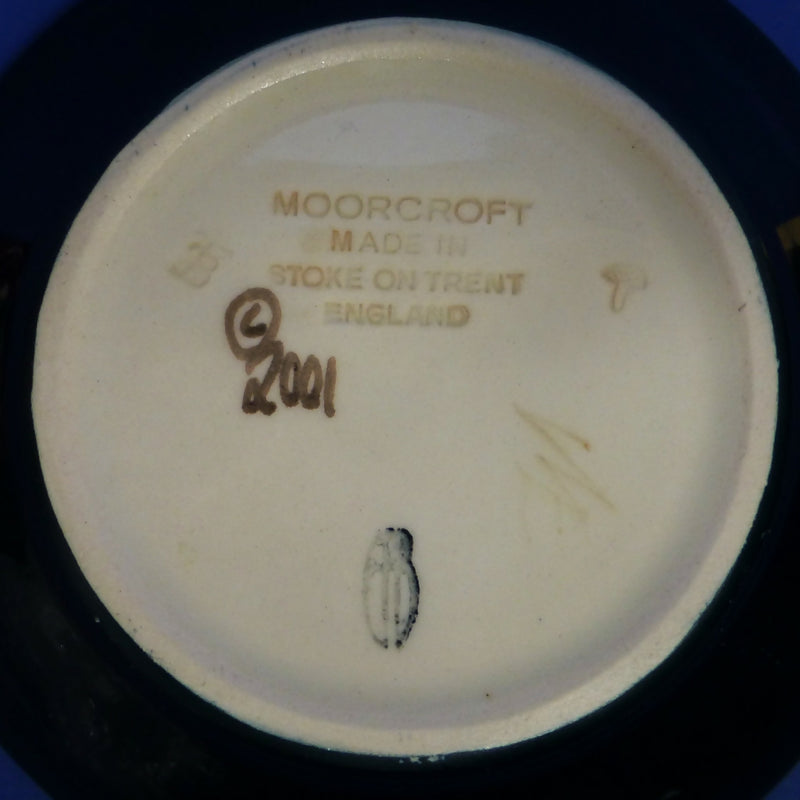 MOORCROFT
MADE IN
STOKE ON TRENT
ENGLAND
©
2001